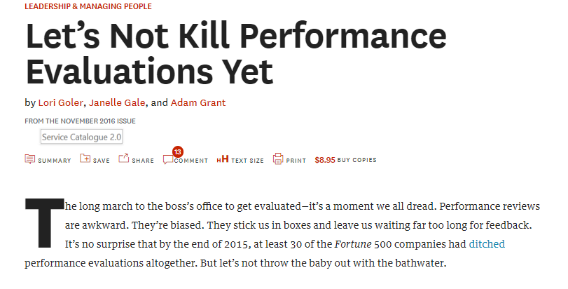 LEADERSHIP & MANAGING PEOPLE
Let's Not Kill Performance
Evaluations Yet
by Lori Goler, Janelle Gale, and Adam Grant
FROM THE NOVEMBER 2016 ISSUE
Service Catalogue 2.0
SUMMARY SAVE SHARE 13 COMMENT HH TEXT SIZE PRINT $8.95 BUY COPIES
The long march to the boss's office to get evaluated—it's a moment we all dread. Performance reviews
are awkward. They're biased. They stick us in boxes and leave us waiting far too long for feedback.
It's no surprise that by the end of 2015, at least 30 of the Fortune 500 companies had ditched
performance evaluations altogether. But let's not throw the baby out with the bathwater.